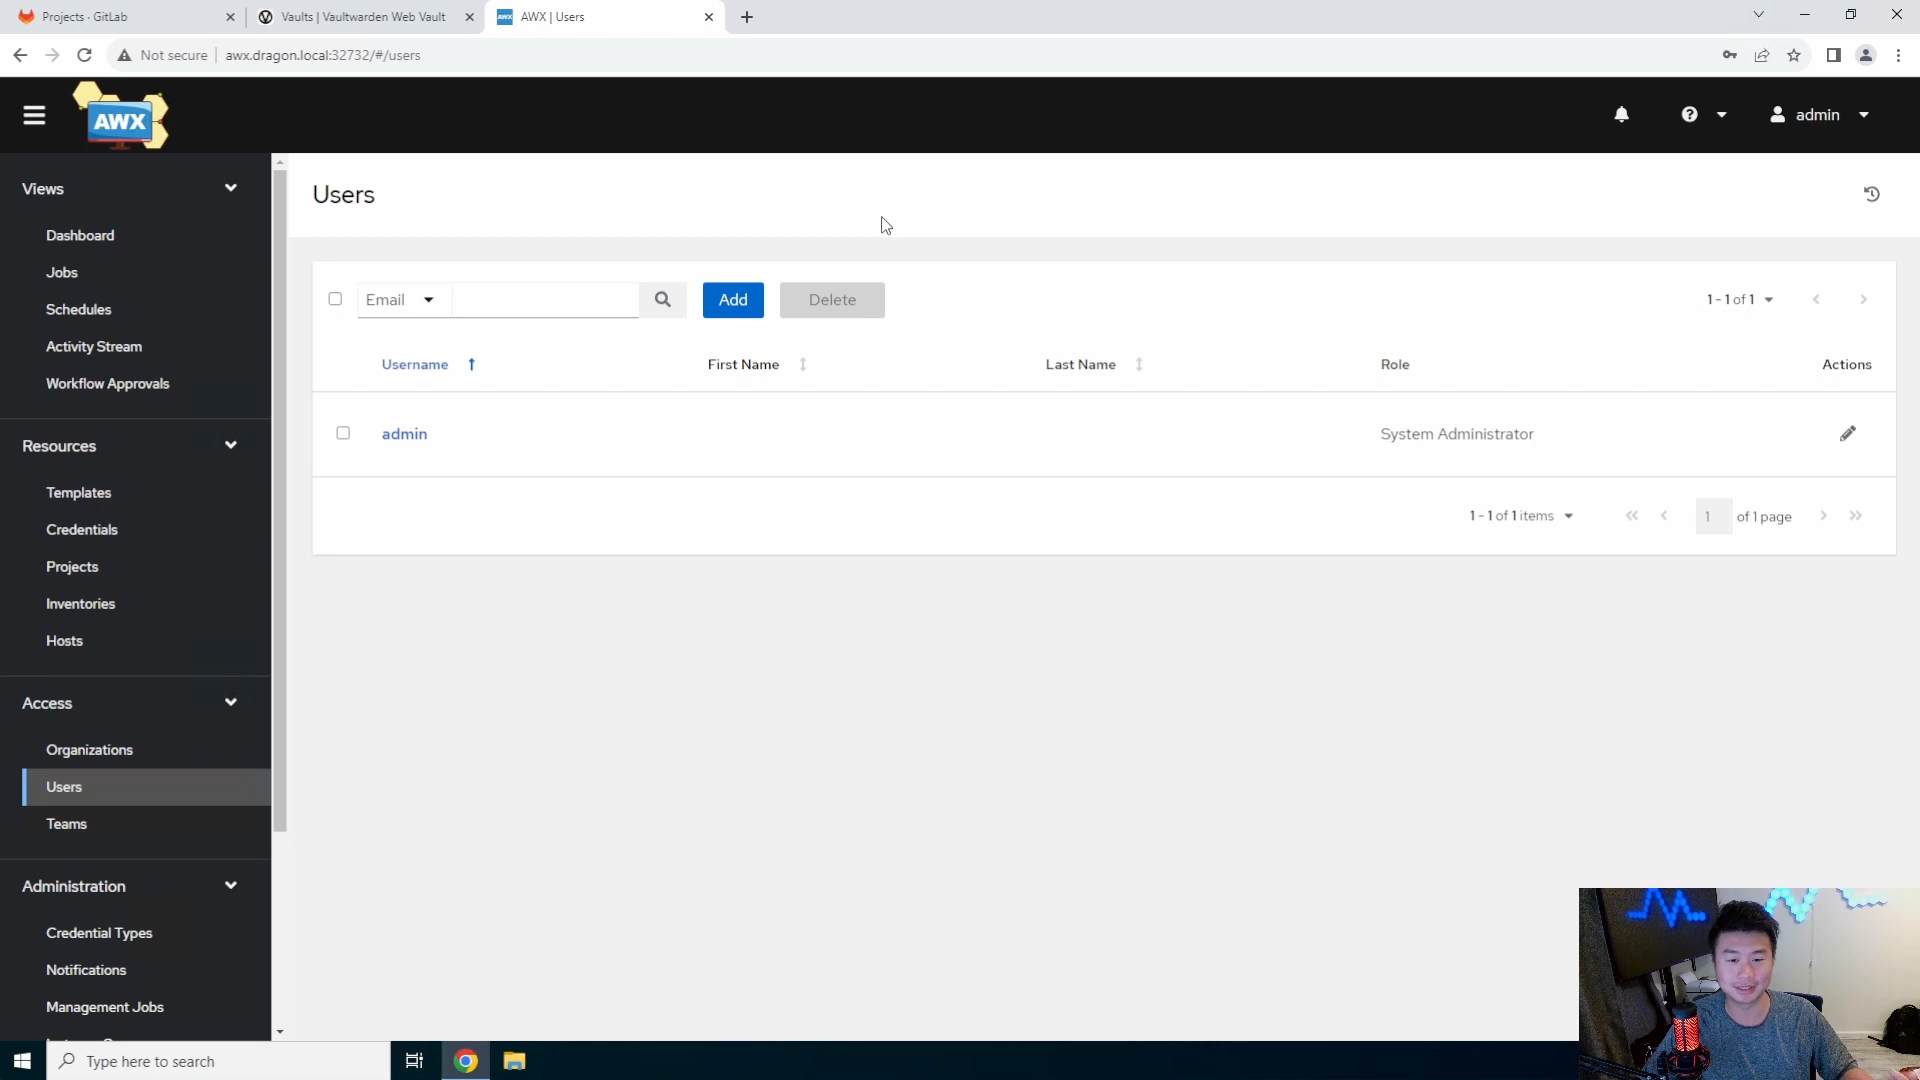 Projects · GitLab
Vaults | Vaultwarden Web Vault
AWX | Users
Not secure
awx.dragon.local:32732/#/users
AWX
admin
Views
Dashboard
Jobs
Schedules
Activity Stream
Workflow Approvals
Resources
Templates
Credentials
Projects
Inventories
Hosts
Access
Organizations
Users
Teams
Administration
Credential Types
Notifications
Management Jobs
Users
Email
Add
Delete
1 - 1 of 1
Username
First Name
Last Name
Role
Actions
admin
System Administrator
1 - 1 of 1 items
1
of 1 page
Type here to search